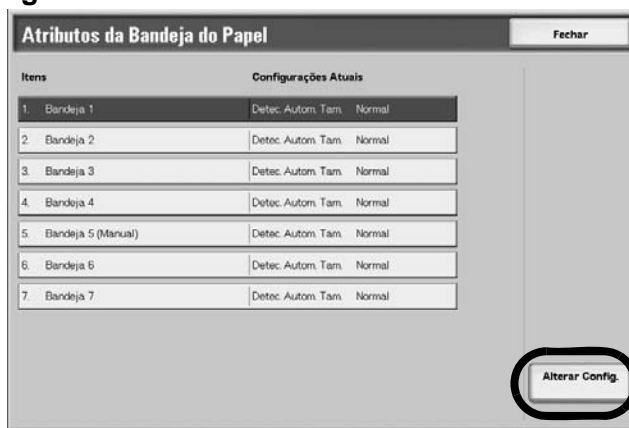 Atributos da Bandeja do Papel Fechar
Itens Configurações Atuais
1. Bandeja 1 Detec. Autom. Tam. Normal
2. Bandeja 2 Detec. Autom. Tam. Normal
3. Bandeja 3 Detec. Autom. Tam. Normal
4. Bandeja 4 Detec. Autom. Tam. Normal
5. Bandeja 5 (Manual) Detec. Autom. Tam. Normal
6. Bandeja 6 Detec. Autom. Tam. Normal
7. Bandeja 7 Detec. Autom. Tam. Normal
Alterar Config.